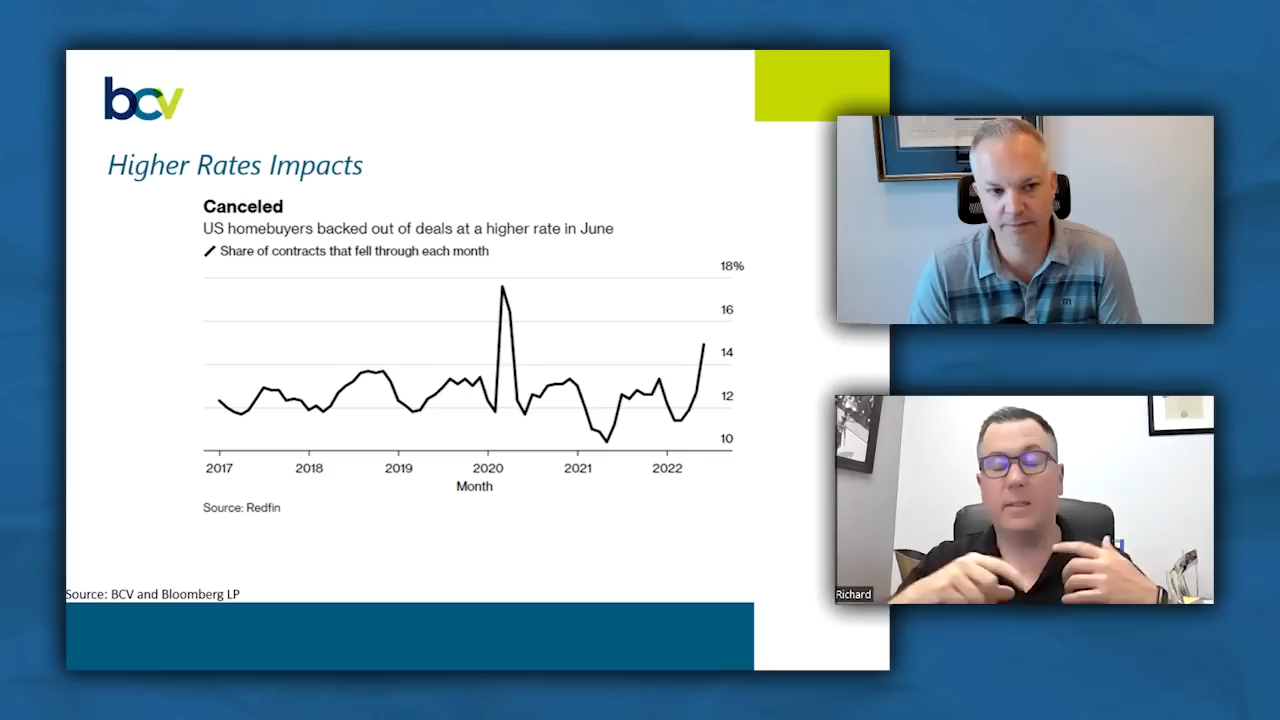 bcv
Higher Rates Impacts
Canceled
US homebuyers backed out of deals at a higher rate in June
Share of contracts that fell through each month
18%
16
14
12
10
2017 2018 2019 2020 2021 2022
Month
Source: Redfin
Source: BCV and Bloomberg LP
Richard